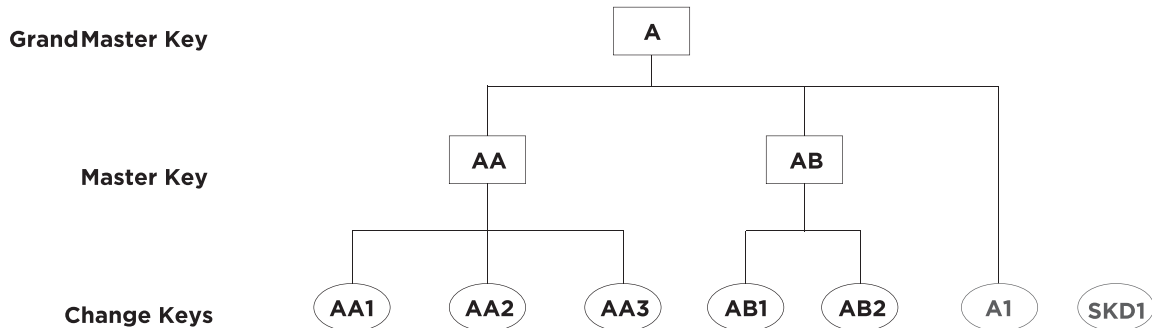 GrandMaster Key
A
Master Key
AA
AB
Change Keys
AA1
AA2
AA3
AB1
AB2
A1
SKD1